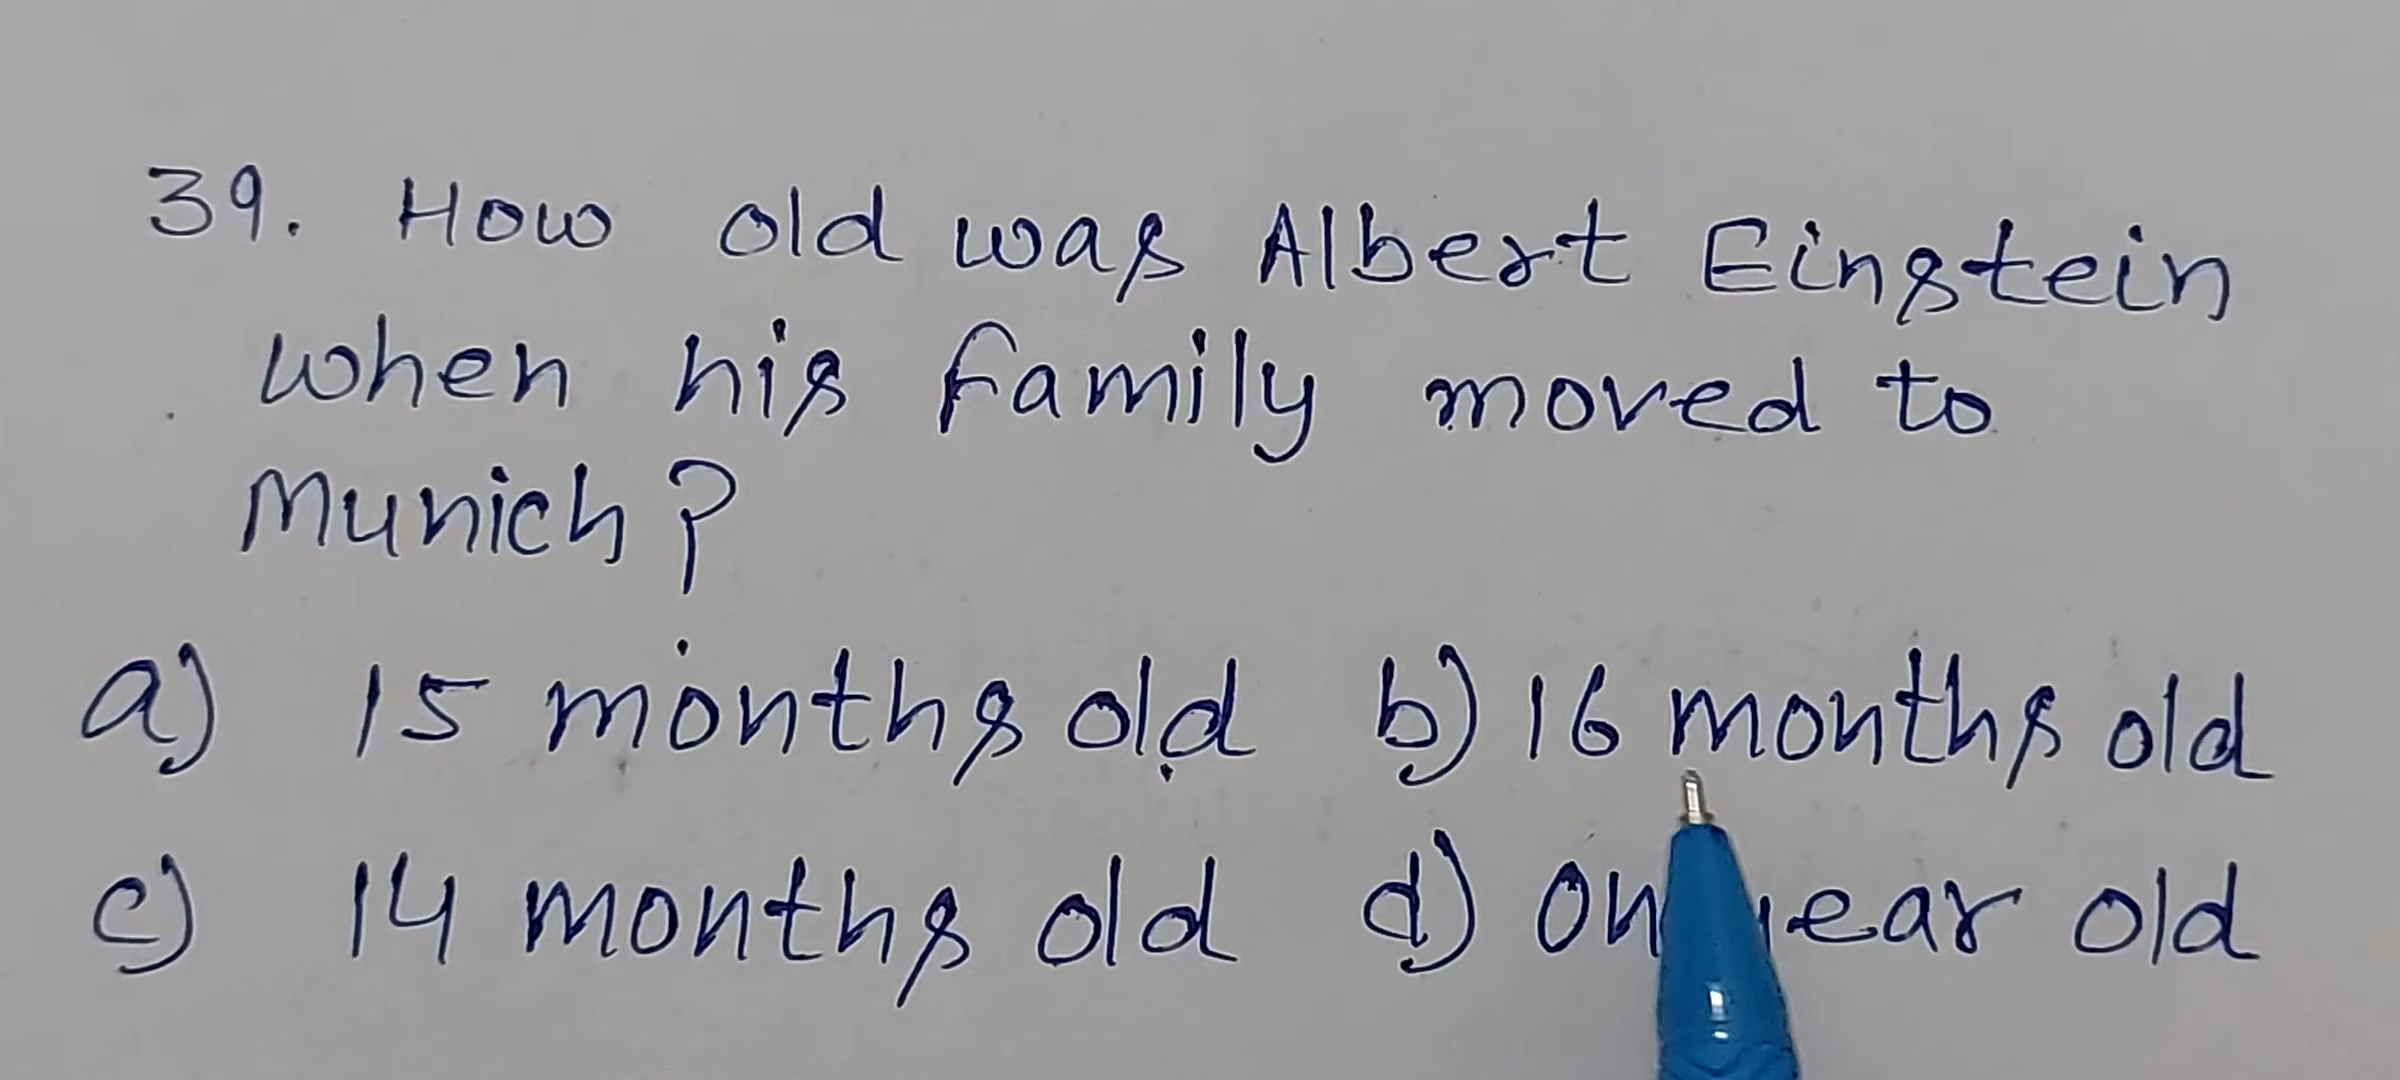 39. How old was Albert Einstein
when his family moved to
Munich?
a) 15 months old b) 16 months old
c) 14 months old d) year old